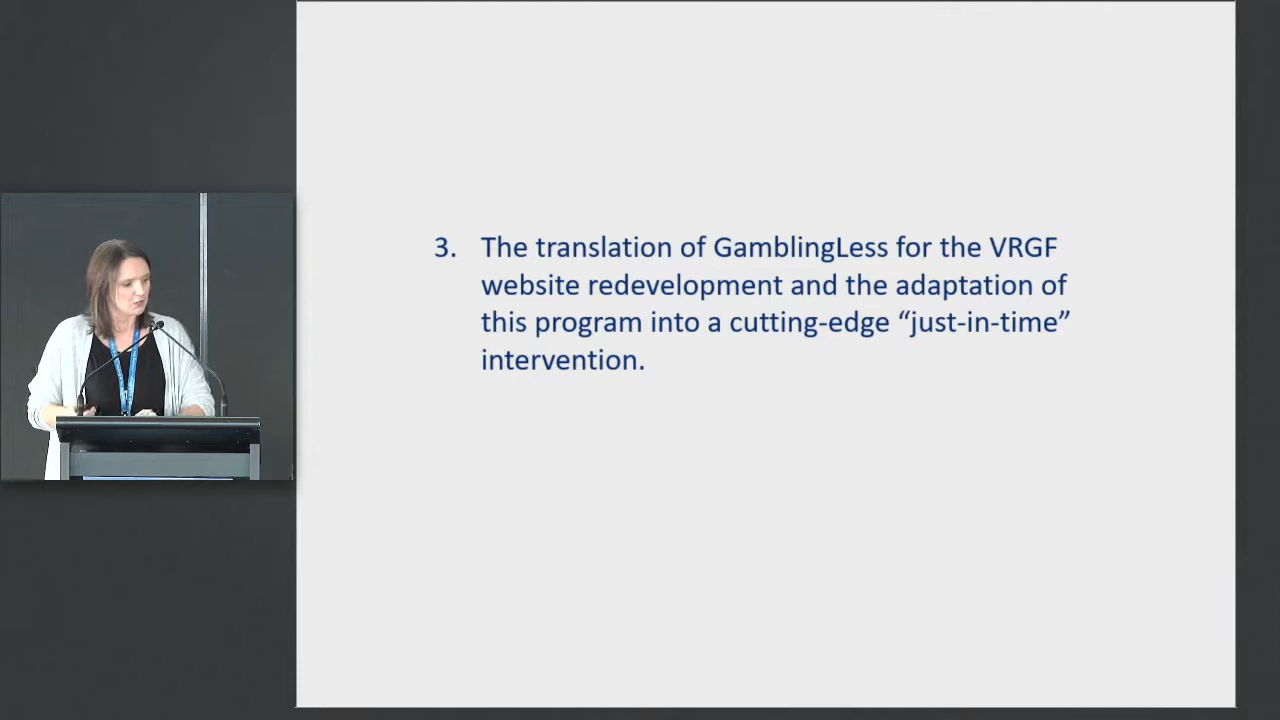 3. The translation of GamblingLess for the VRGF
website redevelopment and the adaptation of
this program into a cutting-edge “just-in-time”
intervention.